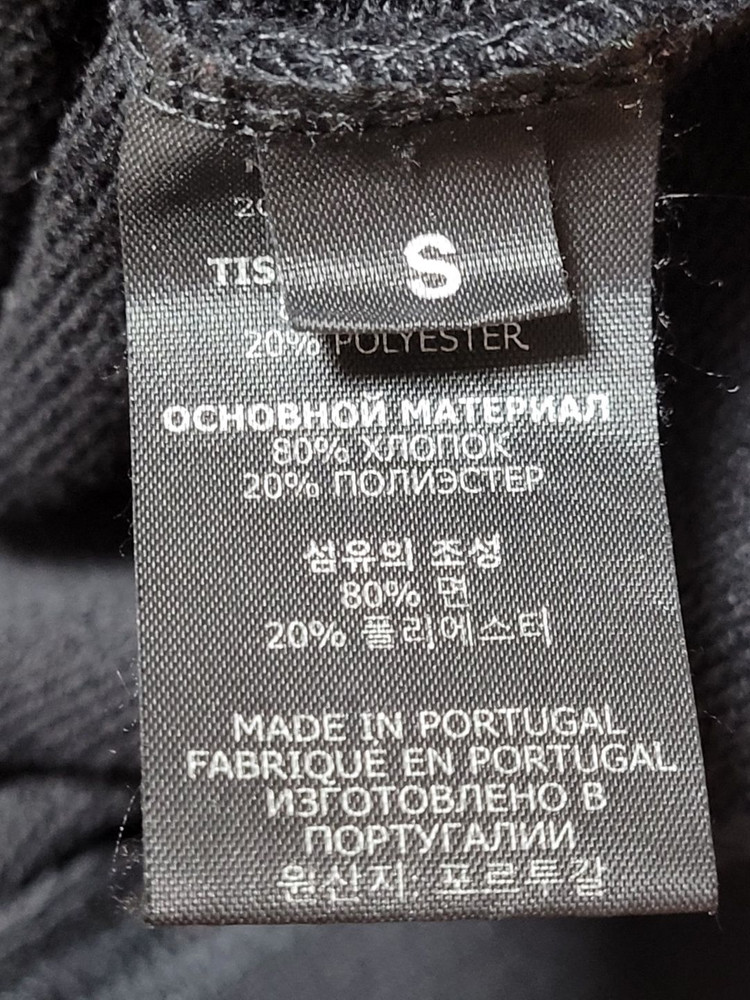 S
20% POLYESTER
ОСНОВНОЙ МАТЕРИАЛ
80% ХЛОПОК
20% ПОЛИЭСТЕР
섬유의 조성
80% 면
20% 폴리에스터
MADE IN PORTUGAL
FABRIQUE EN PORTUGAL
ИЗГОТОВЛЕНО В
ПОРТУГАЛИИ
원산지: 포르투갈